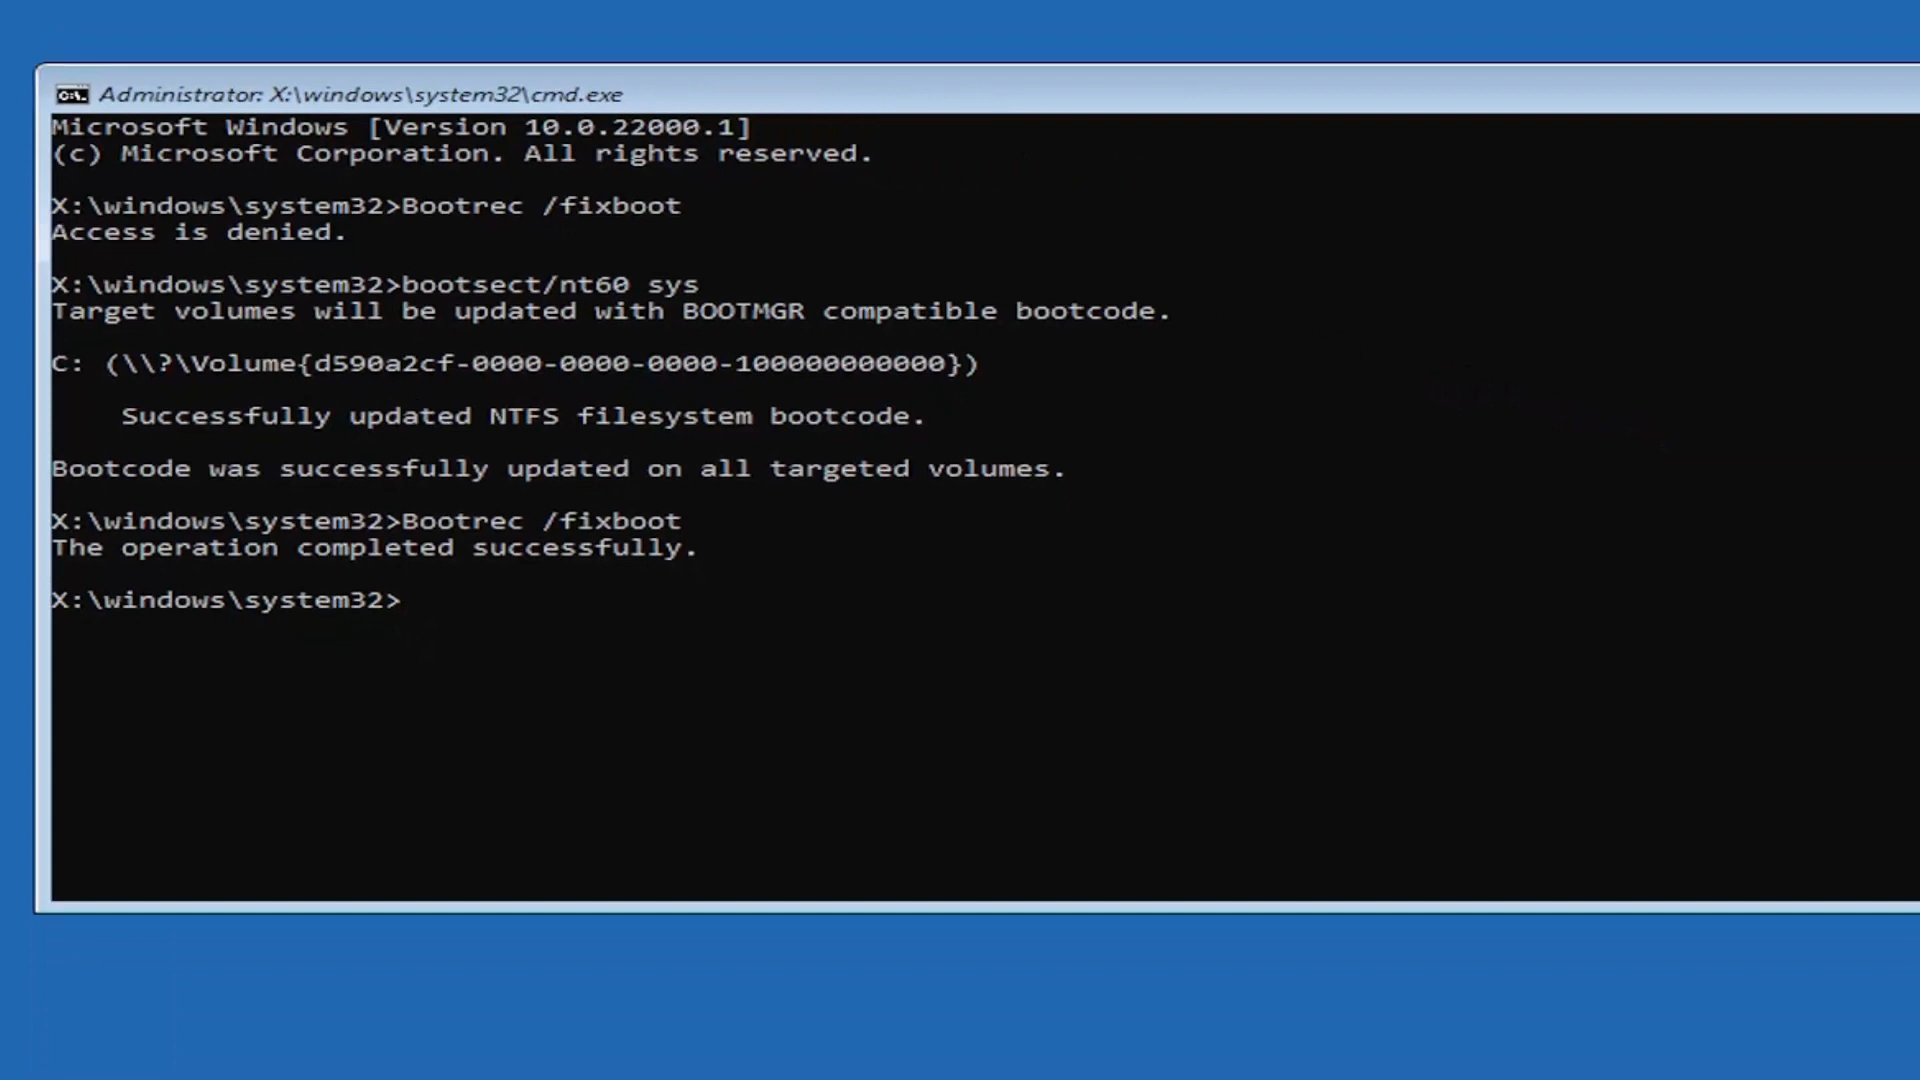 Administrator: X:\windows\system32\cmd.exe
Microsoft Windows [Version 10.0.22000.1]
(c) Microsoft Corporation. All rights reserved.
X:\windows\system32>Bootrec /fixboot
Access is denied.
X:\windows\system32>bootsect/nt60 sys
Target volumes will be updated with BOOTMGR compatible bootcode.
C: (\\?\Volume{d590a2cf-0000-0000-0000-100000000000})
Successfully updated NTFS filesystem bootcode.
Bootcode was successfully updated on all targeted volumes.
X:\windows\system32>Bootrec /fixboot
The operation completed successfully.
X:\windows\system32>